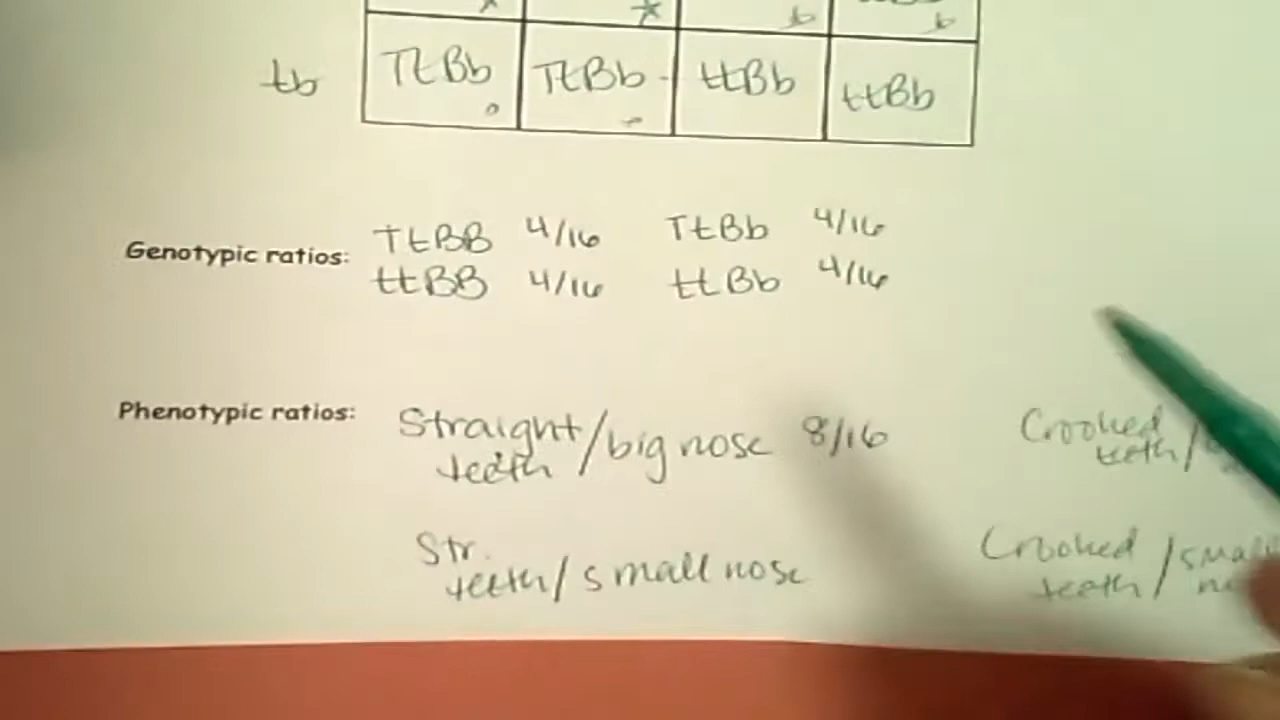 b b
tb TtBb TtBb ttBb ttBb
Genotypic ratios: TtBB 4/16 TtBb 4/16
ttBB 4/16 ttBb 4/16
Phenotypic ratios: Straight teeth/big nose 8/16 Crooked teeth/
Str. teeth/small nose Crooked teeth/small